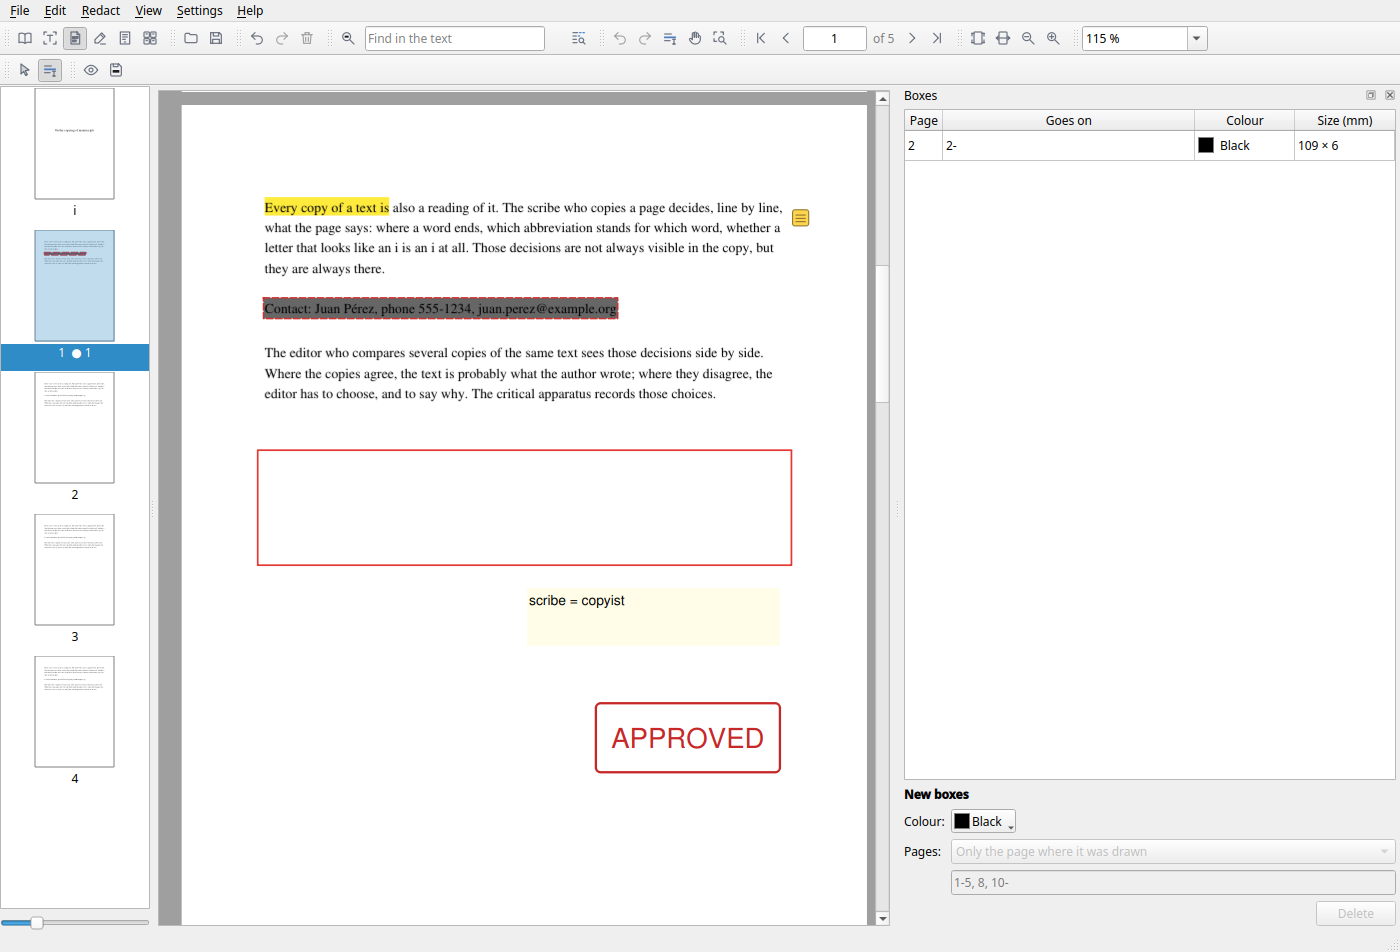 File Edit Redact View Settings Help
Find in the text
1 of 5
115 %
i
1 1
2
3
4
Every copy of a text is also a reading of it. The scribe who copies a page decides, line by line,
what the page says: where a word ends, which abbreviation stands for which word, whether a
letter that looks like an i is an i at all. Those decisions are not always visible in the copy, but
they are always there.
Contact: Juan Pérez, phone 555-1234, juan.perez@example.org
The editor who compares several copies of the same text sees those decisions side by side.
Where the copies agree, the text is probably what the author wrote; where they disagree, the
editor has to choose, and to say why. The critical apparatus records those choices.
scribe = copyist
APPROVED
Boxes
Page Goes on Colour Size (mm)
2 2- Black 109 × 6
New boxes
Colour: Black
Pages: Only the page where it was drawn
1-5, 8, 10-
Delete